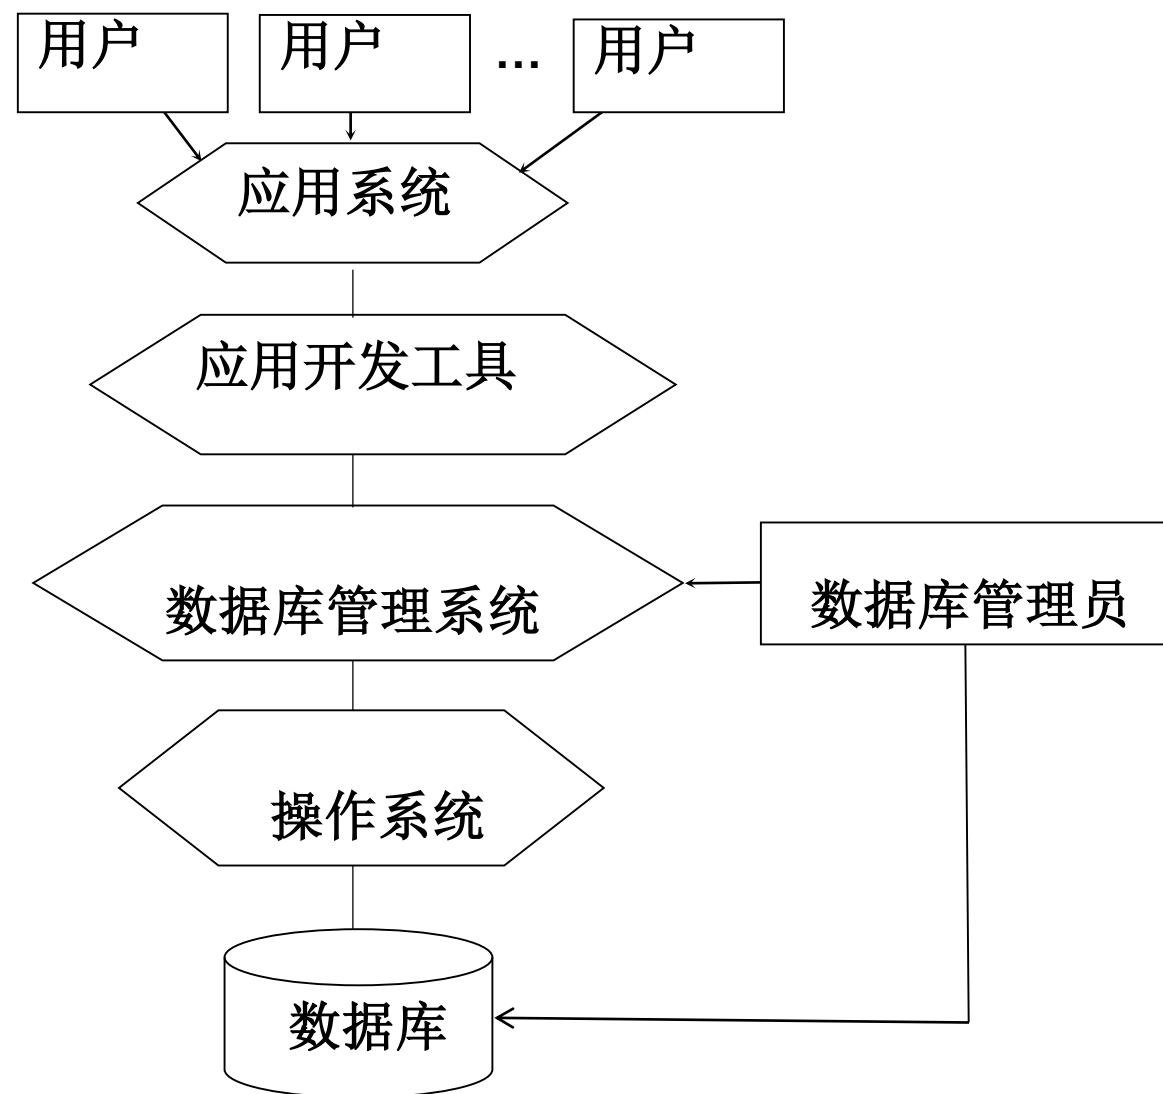 用户
用户
...
用户
应用系统
应用开发工具
数据库管理系统
数据库管理员
操作系统
数据库